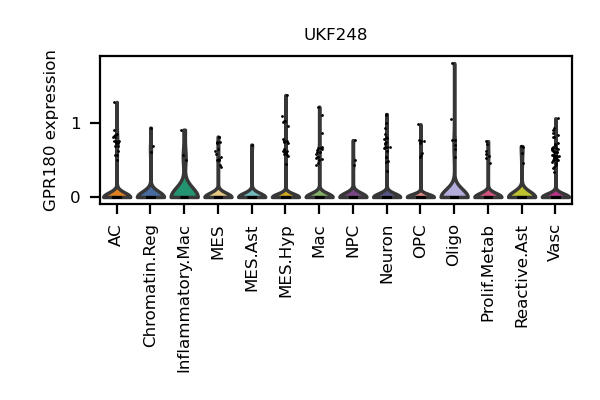 UKF248
GPR180 expression
1
0
AC
Chromatin.Reg
Inflammatory.Mac
MES
MES.Ast
MES.Hyp
Mac
NPC
Neuron
OPC
Oligo
Prolif.Metab
Reactive.Ast
Vasc